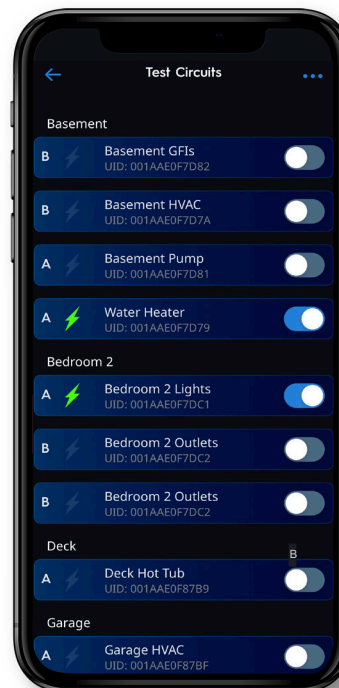 Test Circuits
Basement
B Basement GFIs
UID: 001AAE0F7D82
B Basement HVAC
UID: 001AAE0F7D7A
A Basement Pump
UID: 001AAE0F7D81
A Water Heater
UID: 001AAE0F7D79
Bedroom 2
A Bedroom 2 Lights
UID: 001AAE0F7DC1
B Bedroom 2 Outlets
UID: 001AAE0F7DC2
B Bedroom 2 Outlets
UID: 001AAE0F7DC2
Deck
B
A Deck Hot Tub
UID: 001AAE0F87B9
Garage
A Garage HVAC
UID: 001AAE0F87BF